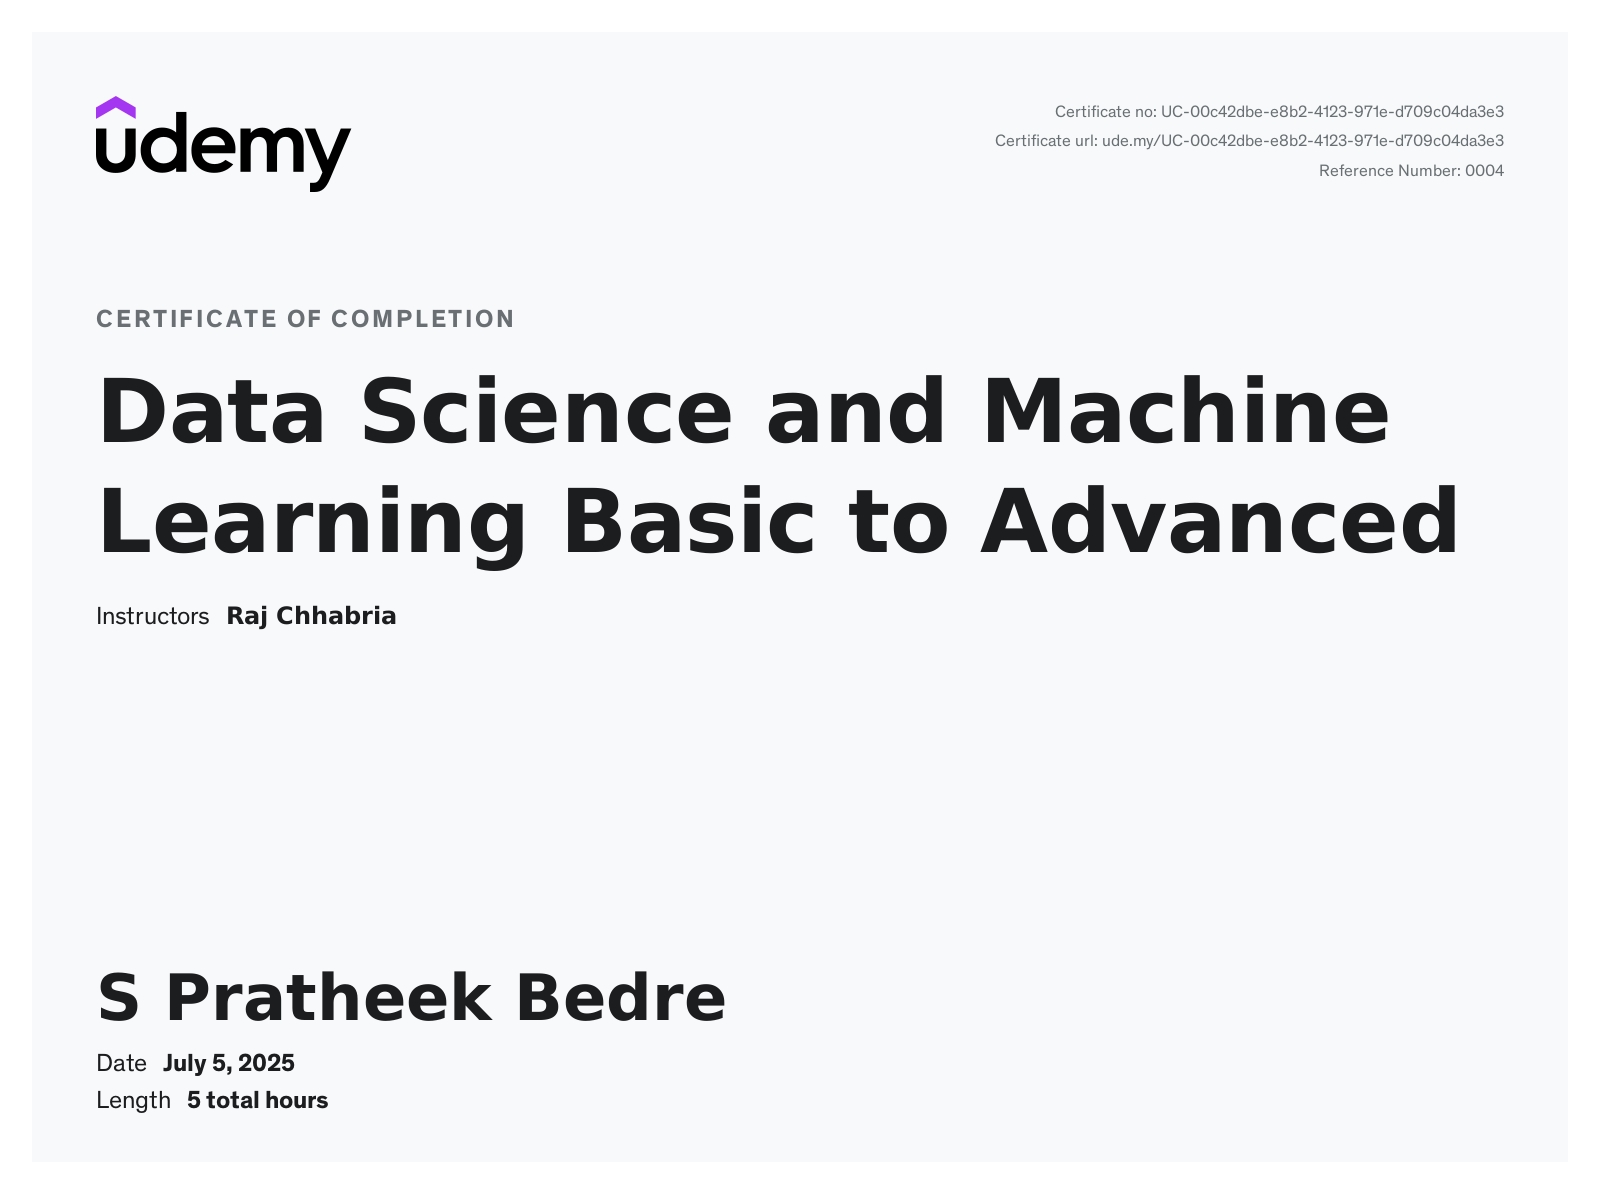 udemy
Certificate no: UC-00c42dbe-e8b2-4123-971e-d709c04da3e3
Certificate url: ude.my/UC-00c42dbe-e8b2-4123-971e-d709c04da3e3
Reference Number: 0004
CERTIFICATE OF COMPLETION
Data Science and Machine
Learning Basic to Advanced
Instructors Raj Chhabria
S Pratheek Bedre
Date July 5, 2025
Length 5 total hours